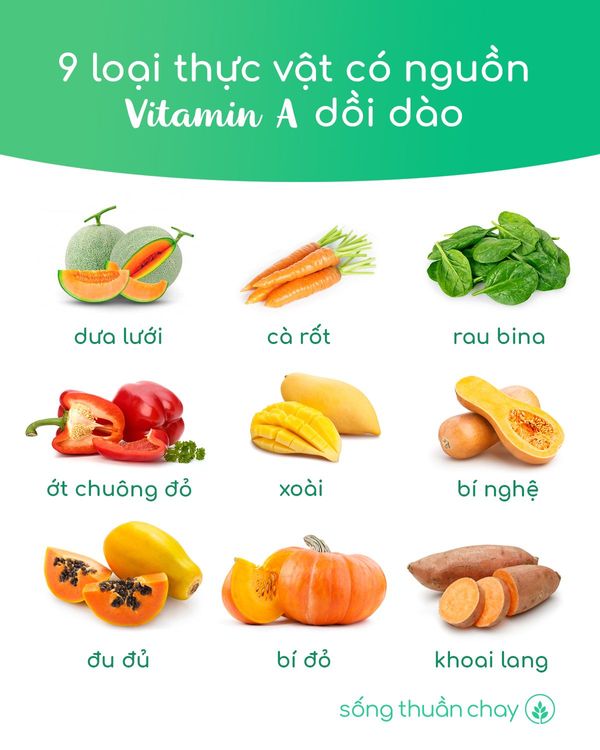 9 loại thực vật có nguồn
Vitamin A dồi dào
dưa lưới
cà rốt
rau bina
ớt chuông đỏ
xoài
bí nghệ
đu đủ
bí đỏ
khoai lang
sống thuần chay